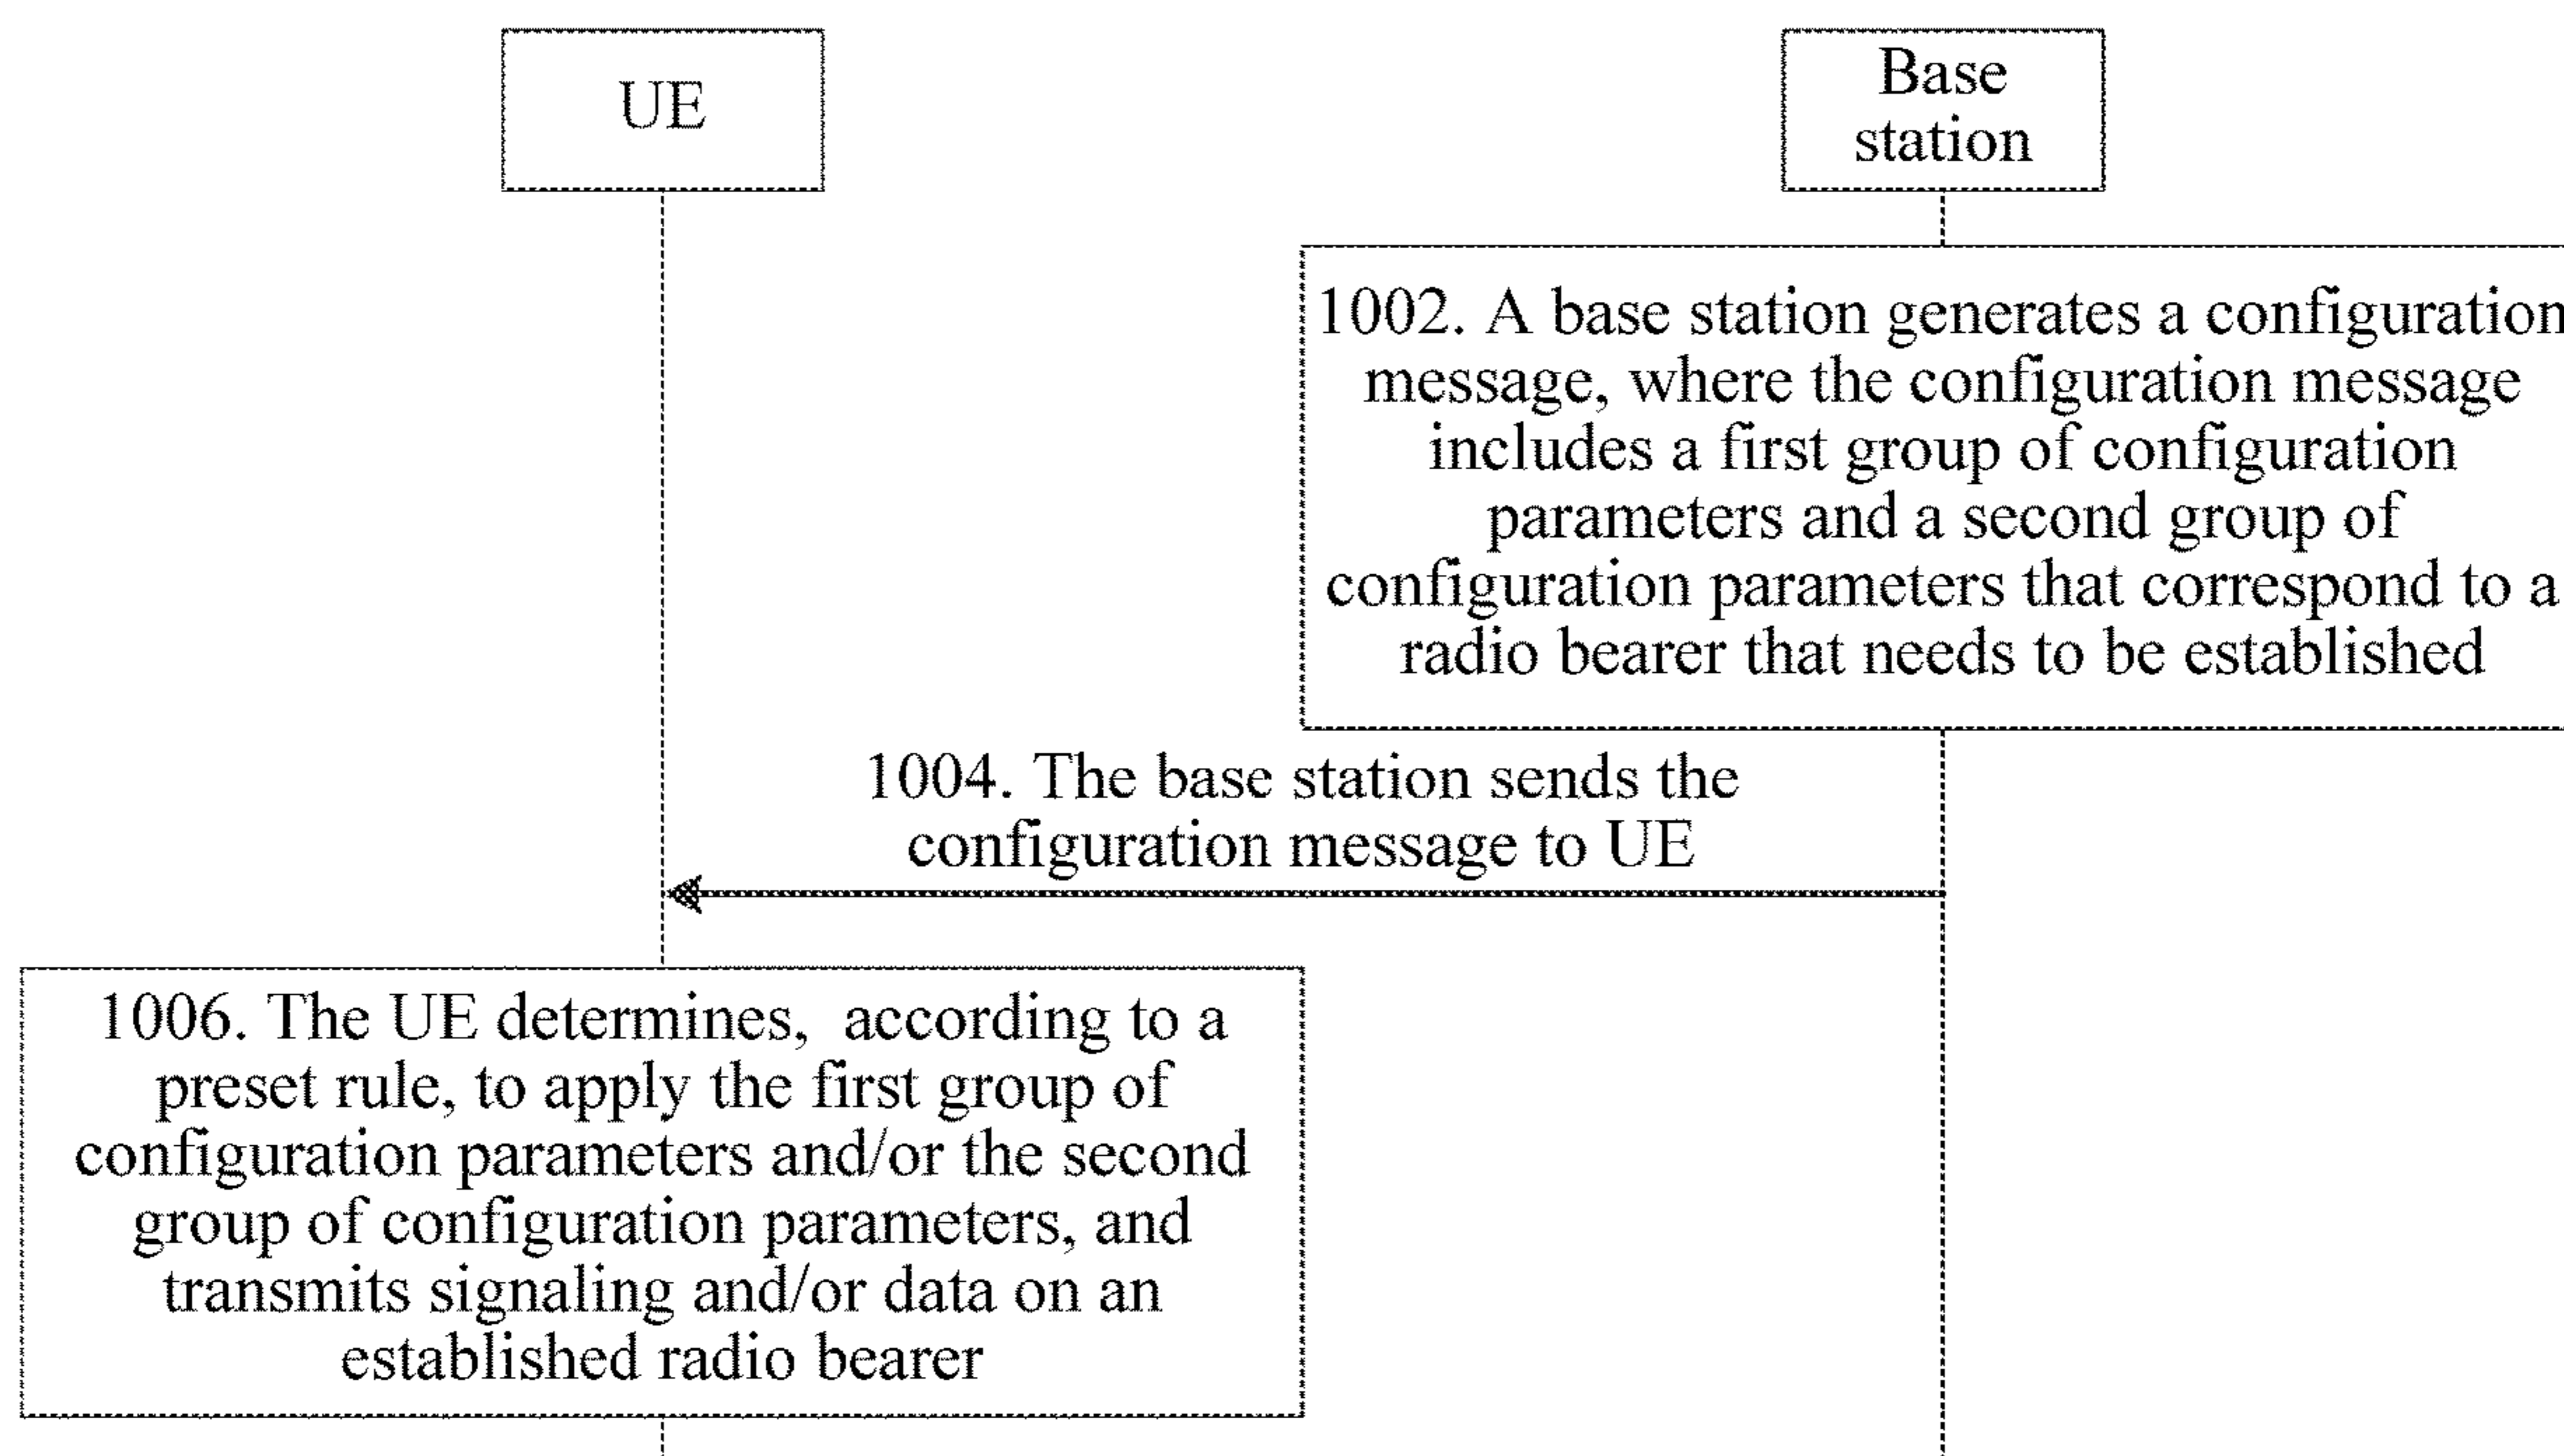 UE
Base
station
1002. A base station generates a configuration
message, where the configuration message
includes a first group of configuration
parameters and a second group of
configuration parameters that correspond to a
radio bearer that needs to be established
1004. The base station sends the
configuration message to UE
1006. The UE determines, according to a
preset rule, to apply the first group of
configuration parameters and/or the second
group of configuration parameters, and
transmits signaling and/or data on an
established radio bearer